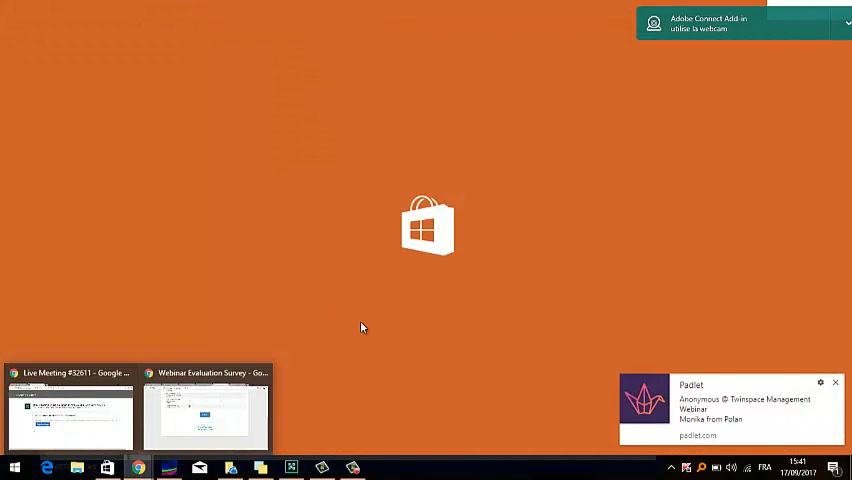 Adobe Connect Add-in
utilise la webcam
Live Meeting #32611 - Google ...
Webinar Evaluation Survey - Go...
Padlet
Anonymous @ Twinspace Management
Webinar
Monika from Polan
padlet.com
FRA
15:41
17/09/2017
1